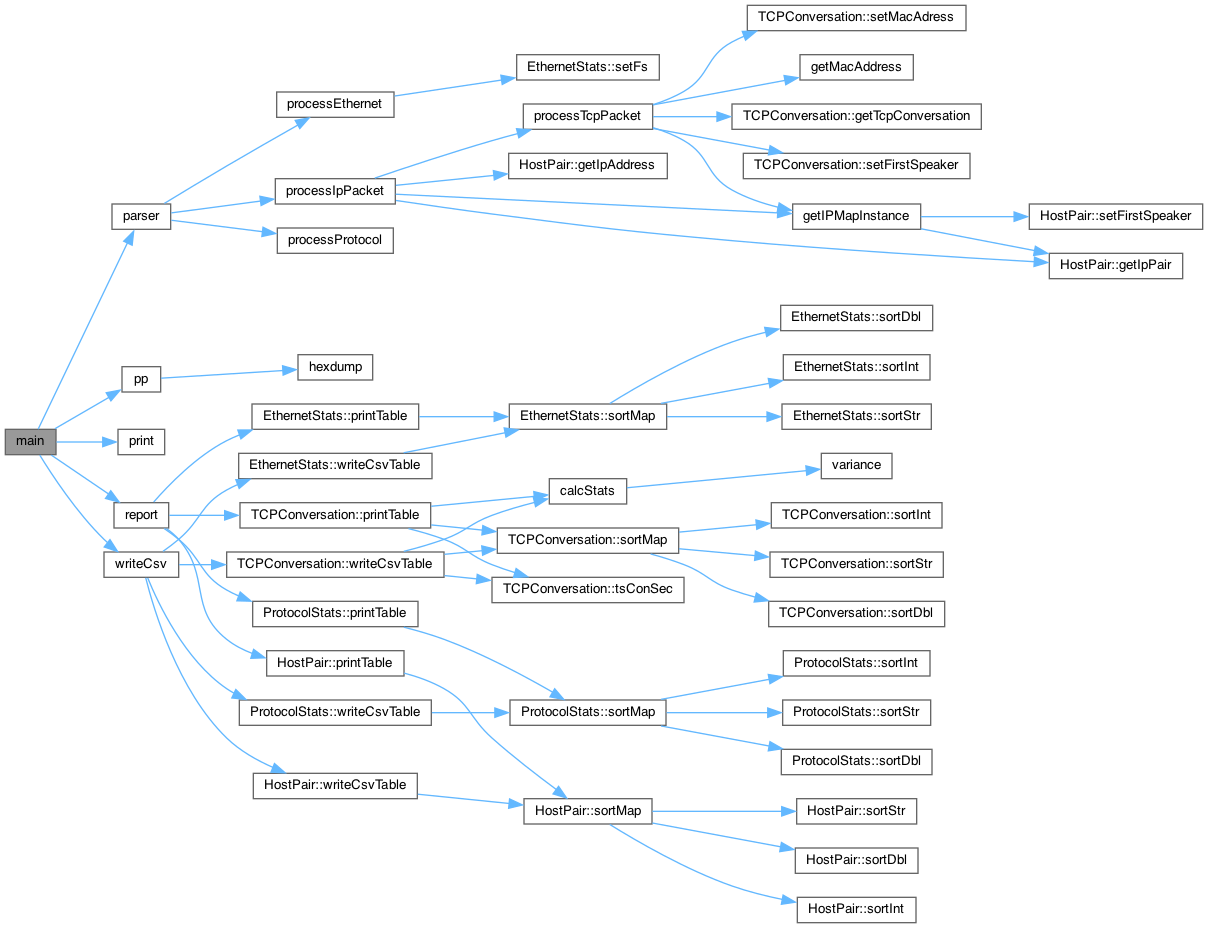 TCPConversation::setMacAdress
EthernetStats::setFs
getMacAddress
processEthernet
processTcpPacket
TCPConversation::getTcpConversation
HostPair::getIpAddress
TCPConversation::setFirstSpeaker
processIpPacket
parser
getIPMapInstance
HostPair::setFirstSpeaker
processProtocol
HostPair::getIpPair
EthernetStats::sortDbl
hexdump
EthernetStats::sortInt
pp
EthernetStats::printTable
EthernetStats::sortMap
EthernetStats::sortStr
main
print
EthernetStats::writeCsvTable
variance
calcStats
report
TCPConversation::printTable
TCPConversation::sortInt
TCPConversation::sortMap
writeCsv
TCPConversation::writeCsvTable
TCPConversation::sortStr
TCPConversation::tsConSec
ProtocolStats::printTable
TCPConversation::sortDbl
HostPair::printTable
ProtocolStats::sortInt
ProtocolStats::writeCsvTable
ProtocolStats::sortMap
ProtocolStats::sortStr
ProtocolStats::sortDbl
HostPair::writeCsvTable
HostPair::sortMap
HostPair::sortStr
HostPair::sortDbl
HostPair::sortInt